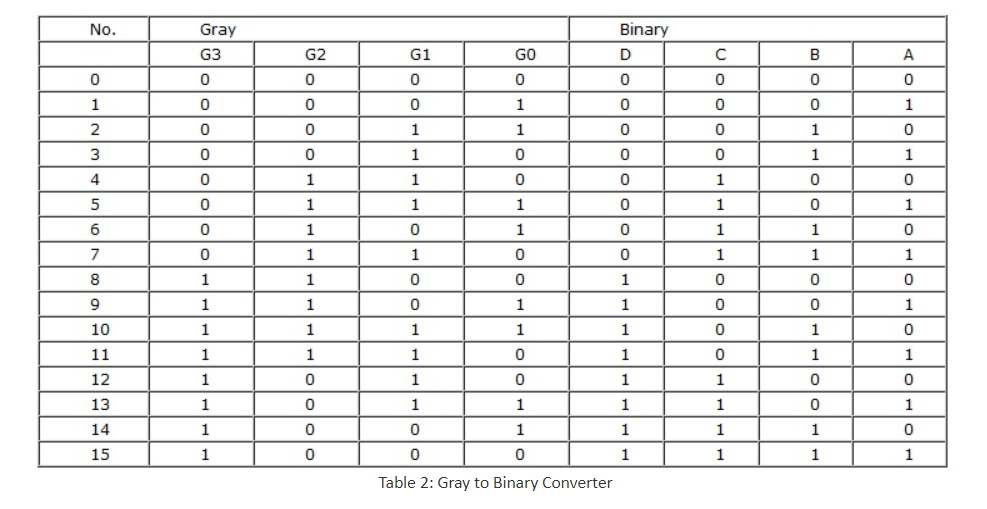 No. Gray Binary
G3 G2 G1 G0 D C B A
0 0 0 0 0 0 0 0 0
1 0 0 0 1 0 0 0 1
2 0 0 1 1 0 0 1 0
3 0 0 1 0 0 0 1 1
4 0 1 1 0 0 1 0 0
5 0 1 1 1 0 1 0 1
6 0 1 0 1 0 1 1 0
7 0 1 1 0 0 1 1 1
8 1 1 0 0 1 0 0 0
9 1 1 0 1 1 0 0 1
10 1 1 1 1 1 0 1 0
11 1 1 1 0 1 0 1 1
12 1 0 1 0 1 1 0 0
13 1 0 1 1 1 1 0 1
14 1 0 0 1 1 1 1 0
15 1 0 0 0 1 1 1 1
Table 2: Gray to Binary Converter